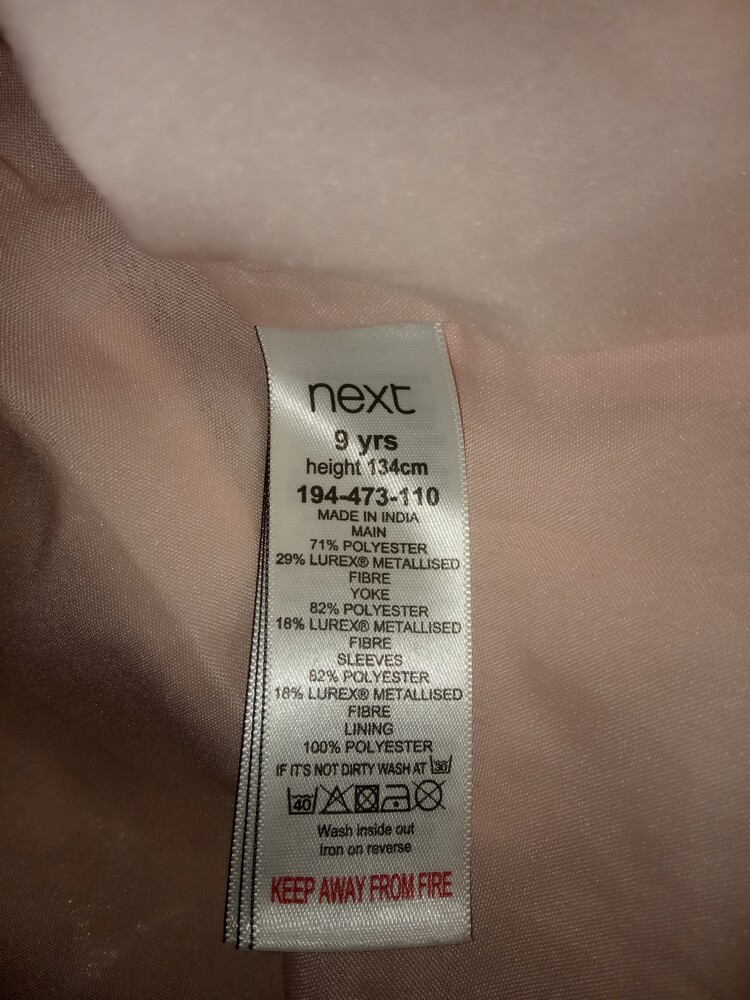 next
9 yrs
height 134cm
194-473-110
MADE IN INDIA
MAIN
71% POLYESTER
29% LUREX® METALLISED
FIBRE
YOKE
82% POLYESTER
18% LUREX® METALLISED
FIBRE
SLEEVES
82% POLYESTER
18% LUREX® METALLISED
FIBRE
LINING
100% POLYESTER
IF IT'S NOT DIRTY WASH AT 30
40
Wash inside out
Iron on reverse
KEEP AWAY FROM FIRE